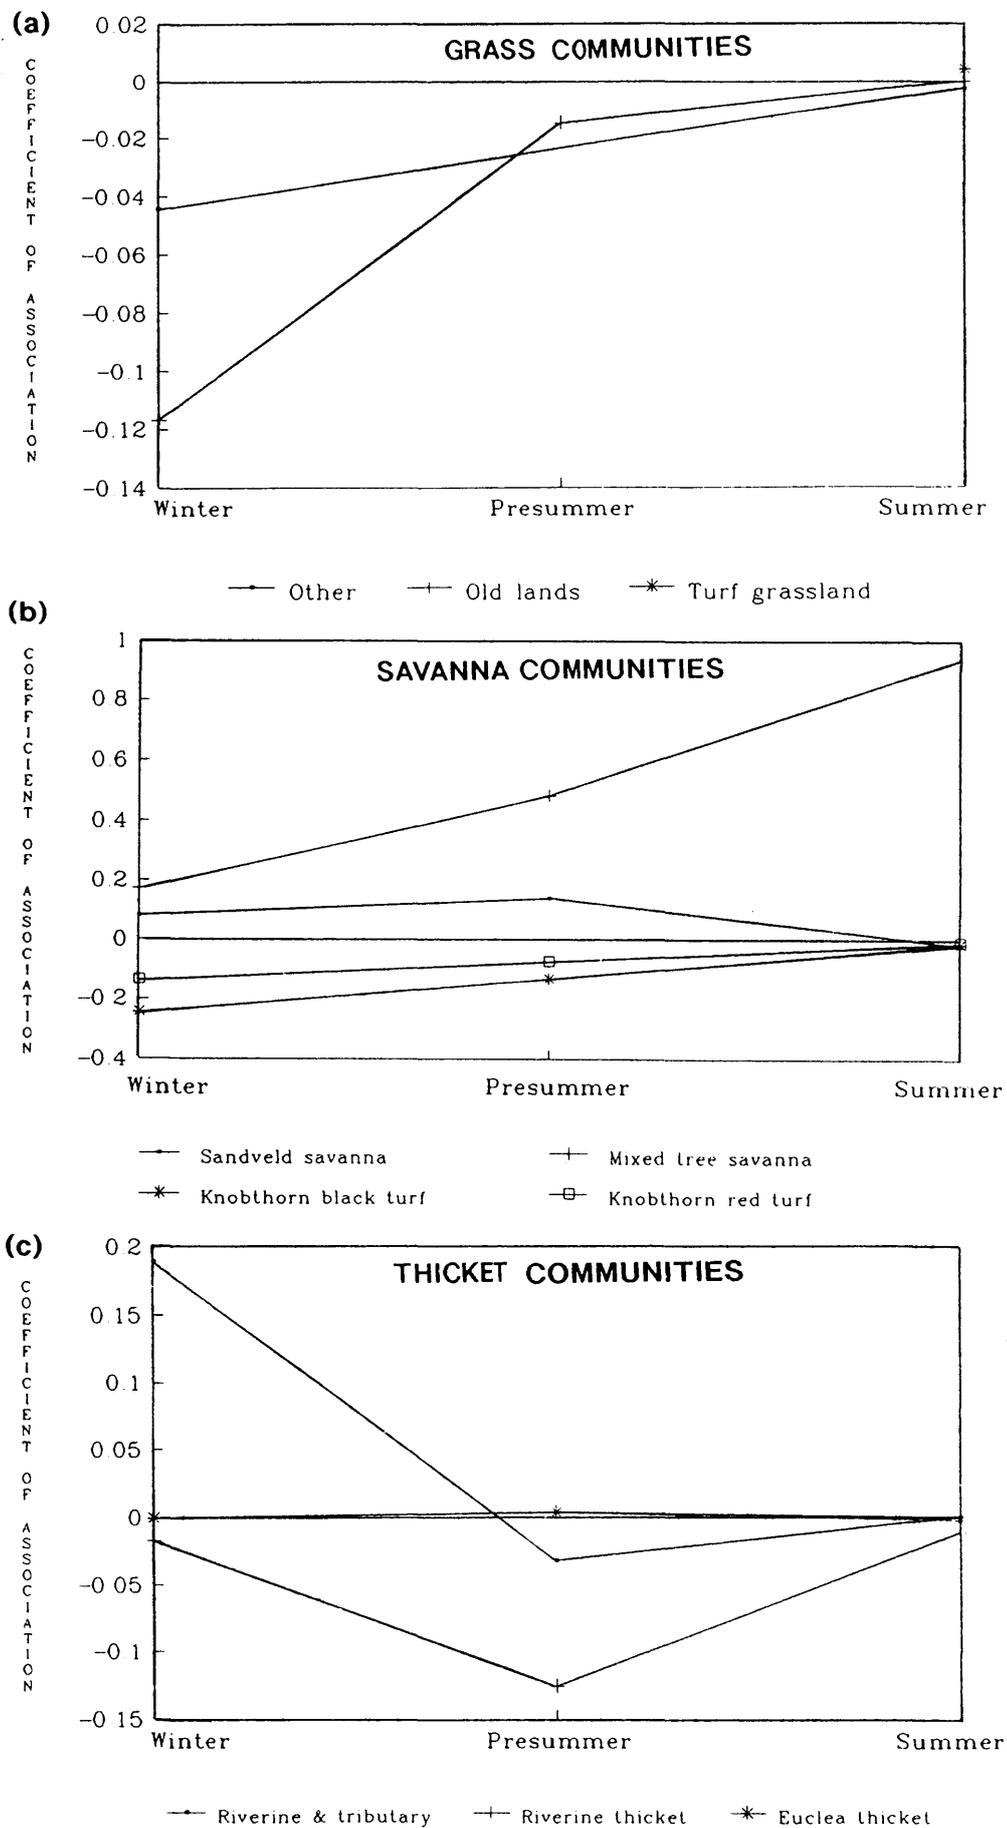 (a)
GRASS COMMUNITIES
COEFFICIENT OF ASSOCIATION
0.02
0
-0.02
-0.04
-0.06
-0.08
-0.1
-0.12
-0.14
Winter Presummer Summer
Other Old lands Turf grassland
(b)
SAVANNA COMMUNITIES
COEFFICIENT OF ASSOCIATION
1
0.8
0.6
0.4
0.2
0
-0.2
-0.4
Winter Presummer Summer
Sandveld savanna Mixed tree savanna
Knobthorn black turf Knobthorn red turf
(c)
THICKET COMMUNITIES
COEFFICIENT OF ASSOCIATION
0.2
0.15
0.1
0.05
0
-0.05
-0.1
-0.15
Winter Presummer Summer
Riverine & tributary Riverine thicket Euclea thicket